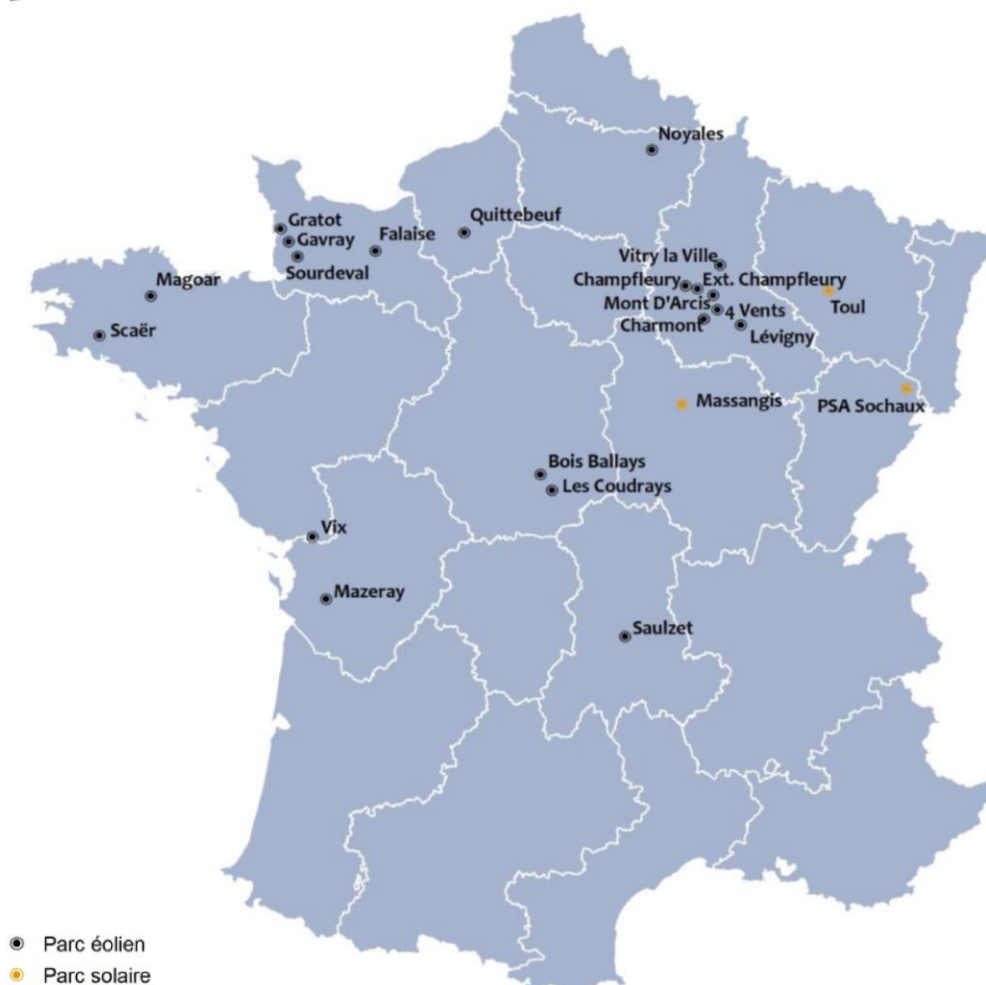 Noyales
Gratot
Quittebeuf
Falaise
Gavray
Vitry la Ville
Sourdeval
Magoar
Champfleury
Ext. Champfleury
Mont D'Arcis
4 Vents
Toul
Scaër
Charmont
Lévigny
Massangis
PSA Sochaux
Bois Ballays
Les Coudrays
Vix
Mazeray
Saulzet
Parc éolien
Parc solaire